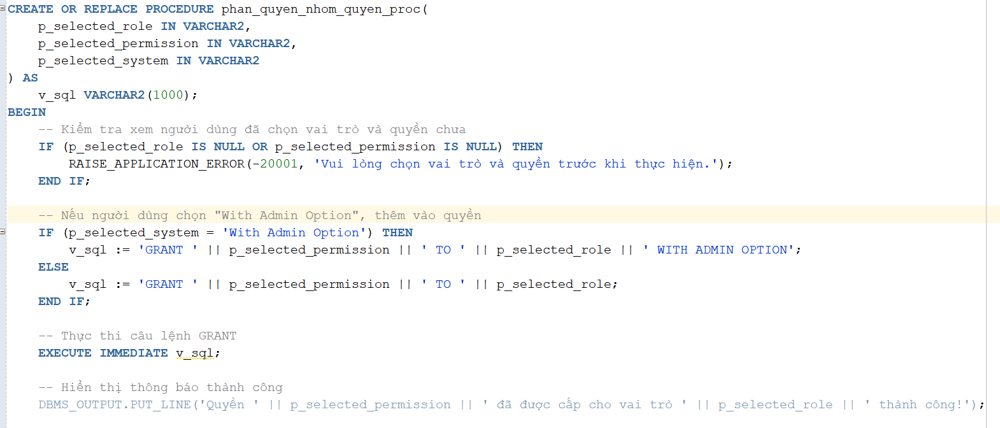 CREATE OR REPLACE PROCEDURE phan_quyen_nhom_quyen_proc(
    p_selected_role IN VARCHAR2,
    p_selected_permission IN VARCHAR2,
    p_selected_system IN VARCHAR2
) AS
    v_sql VARCHAR2(1000);
BEGIN
    -- Kiểm tra xem người dùng đã chọn vai trò và quyền chưa
    IF (p_selected_role IS NULL OR p_selected_permission IS NULL) THEN
        RAISE_APPLICATION_ERROR(-20001, 'Vui lòng chọn vai trò và quyền trước khi thực hiện.');
    END IF;

    -- Nếu người dùng chọn "With Admin Option", thêm vào quyền
    IF (p_selected_system = 'With Admin Option') THEN
        v_sql := 'GRANT ' || p_selected_permission || ' TO ' || p_selected_role || ' WITH ADMIN OPTION';
    ELSE
        v_sql := 'GRANT ' || p_selected_permission || ' TO ' || p_selected_role;
    END IF;

    -- Thực thi câu lệnh GRANT
    EXECUTE IMMEDIATE v_sql;

    -- Hiển thị thông báo thành công
    DBMS_OUTPUT.PUT_LINE('Quyền ' || p_selected_permission || ' đã được cấp cho vai trò ' || p_selected_role || ' thành công!');